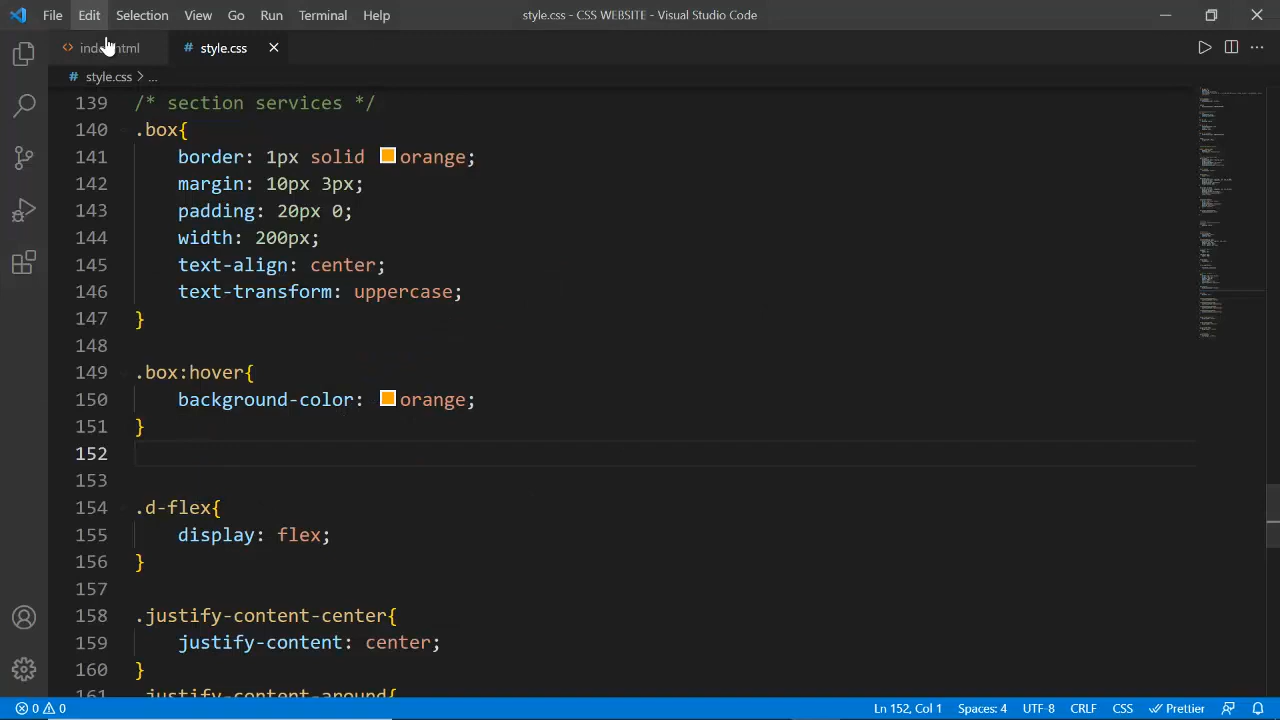 File Edit Selection View Go Run Terminal Help style.css - CSS WEBSITE - Visual Studio Code
<> # style.css
# style.css > ...
139 /* section services */
140 .box{
141 border: 1px solid orange;
142 margin: 10px 3px;
143 padding: 20px 0;
144 width: 200px;
145 text-align: center;
146 text-transform: uppercase;
147 }
148
149 .box:hover{
150 background-color: orange;
151 }
152
153
154 .d-flex{
155 display: flex;
156 }
157
158 .justify-content-center{
159 justify-content: center;
160 }
161 .justify-content-around{
0 0 Ln 152, Col 1 Spaces: 4 UTF-8 CRLF CSS Prettier